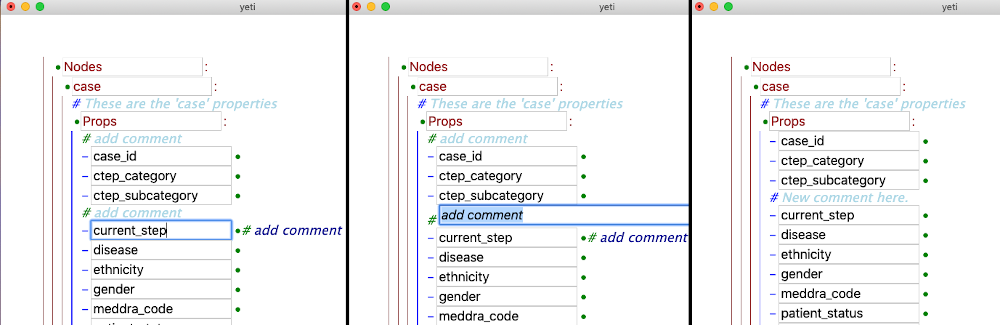 yeti
Nodes :
case :
# These are the 'case' properties
Props :
# add comment
– case_id
– ctep_category
– ctep_subcategory
# add comment
– current_step # add comment
– disease
– ethnicity
– gender
– meddra_code
yeti
Nodes :
case :
# These are the 'case' properties
Props :
# add comment
– case_id
– ctep_category
– ctep_subcategory
# add comment
– current_step # add comment
– disease
– ethnicity
– gender
– meddra_code
yeti
Nodes :
case :
# These are the 'case' properties
Props :
– case_id
– ctep_category
– ctep_subcategory
# New comment here.
– current_step
– disease
– ethnicity
– gender
– meddra_code
– patient_status